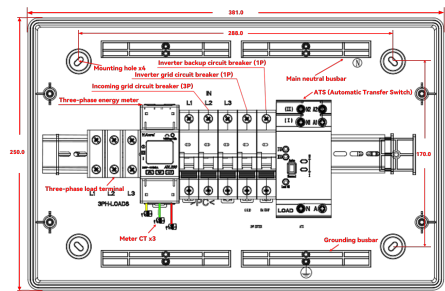 381.0
288.0
Inverter backup circuit breaker (1P)
Mounting hole x4
Inverter grid circuit breaker (1P)
Main neutral busbar
N
Incoming grid circuit breaker (3P)
IN
ATS (Automatic Transfer Switch)
Three-phase energy meter
L1 L2 L3
250.0
170.0
Three-phase load terminal
L1 L2 L3
3PH-LOADS
LOAD N A
Meter CT x3
Grounding busbar